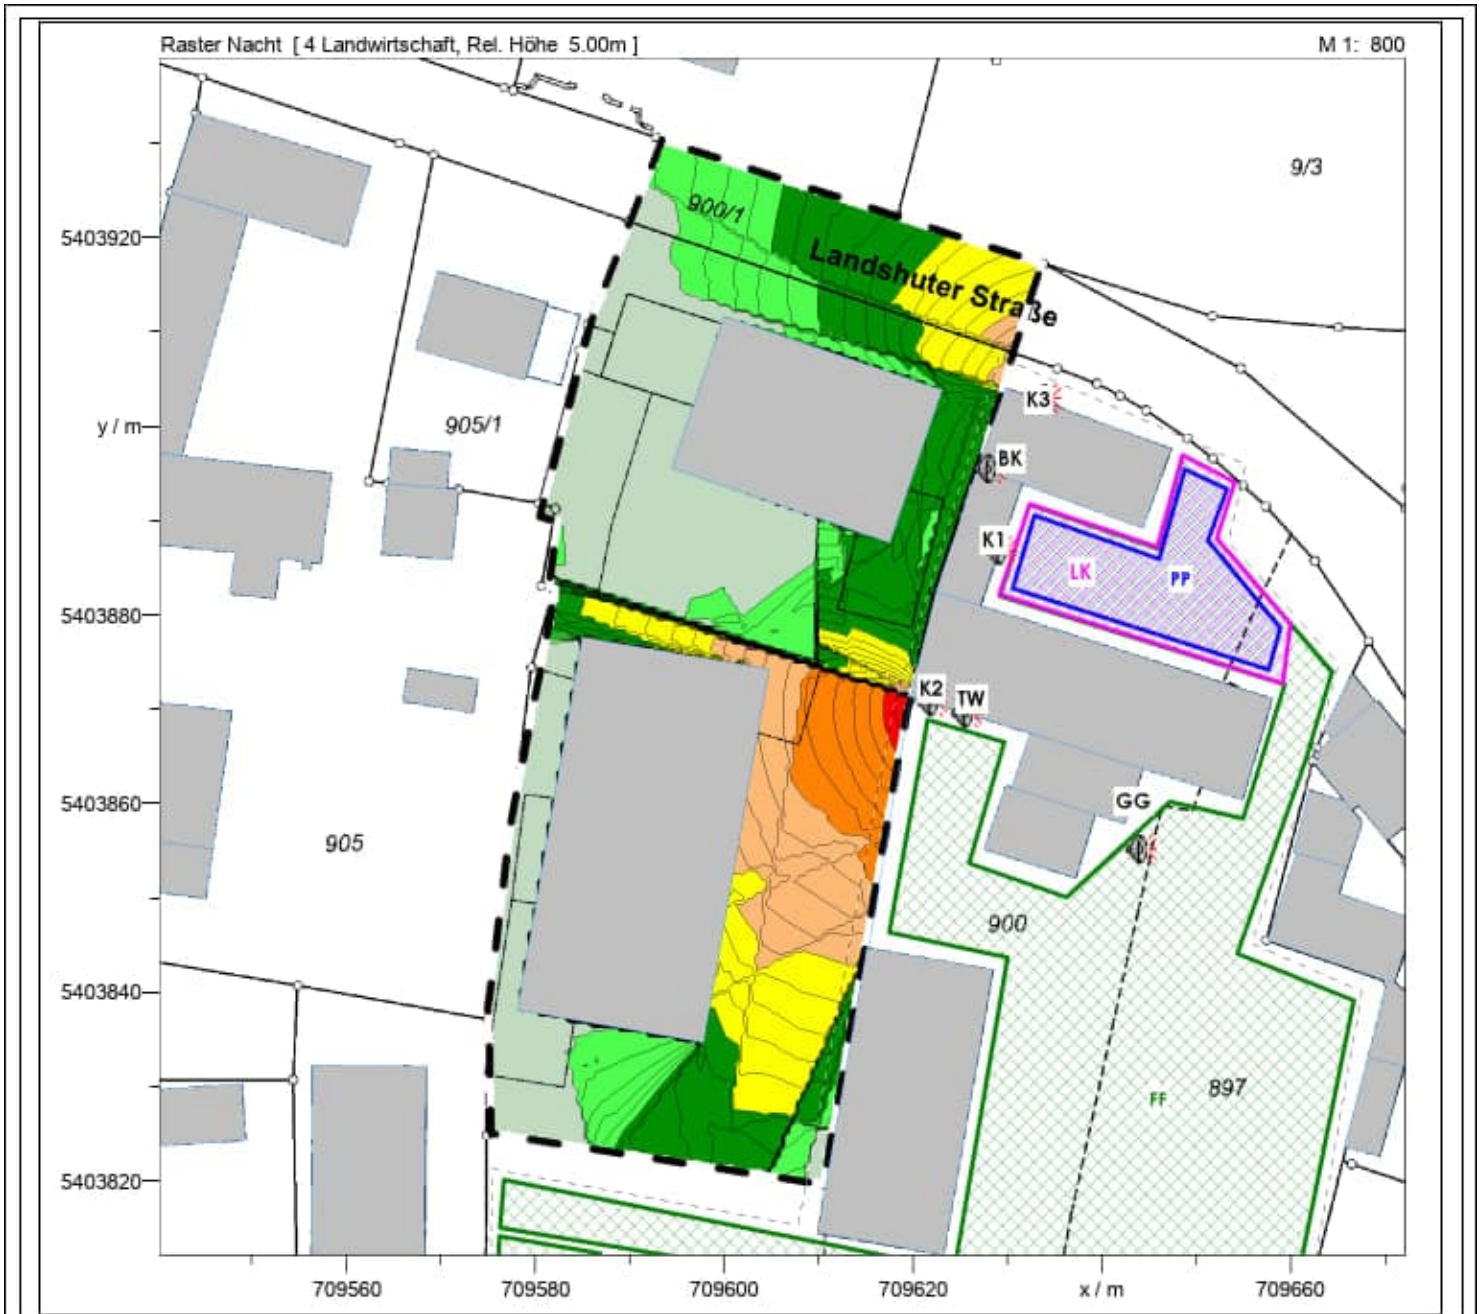 Raster Nacht [ 4 Landwirtschaft, Rel. Höhe 5.00m ]
M 1: 800
9/3
900/1
5403920
Landshuter Straße
K3
905/1
y / m
BK
K1
LK
PP
5403880
K2
TW
5403860
GG
905
900
5403840
897
FF
5403820
709560
709580
709600
709620
x / m
709660